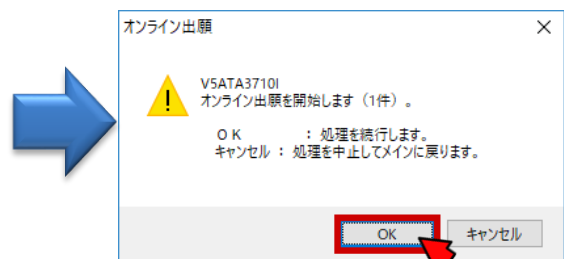 オンライン出願
V5ATA3710I
オンライン出願を開始します（1件）。
ＯＫ　　　：処理を続行します。
キャンセル：処理を中止してメインに戻ります。
OK
キャンセル